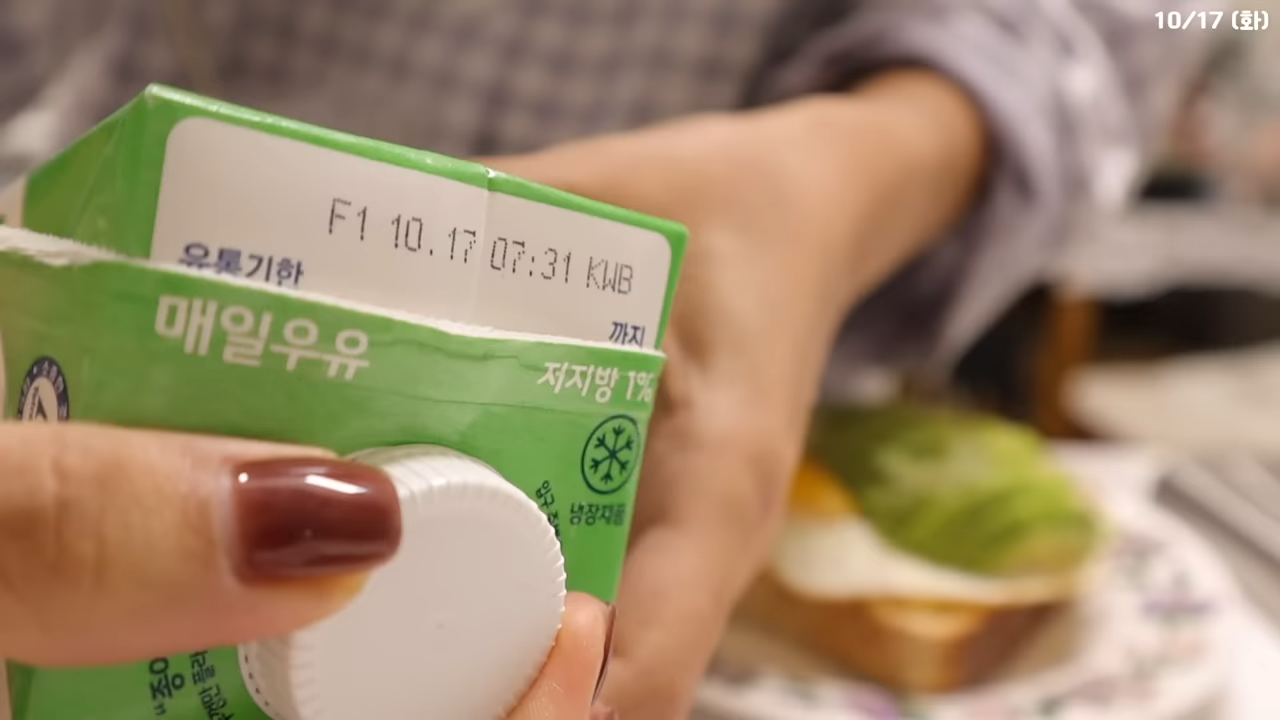 10/17 (화)
F1 10.17 07:31 KWB
유통기한
까지
매일우유
저지방 1%
냉장제품